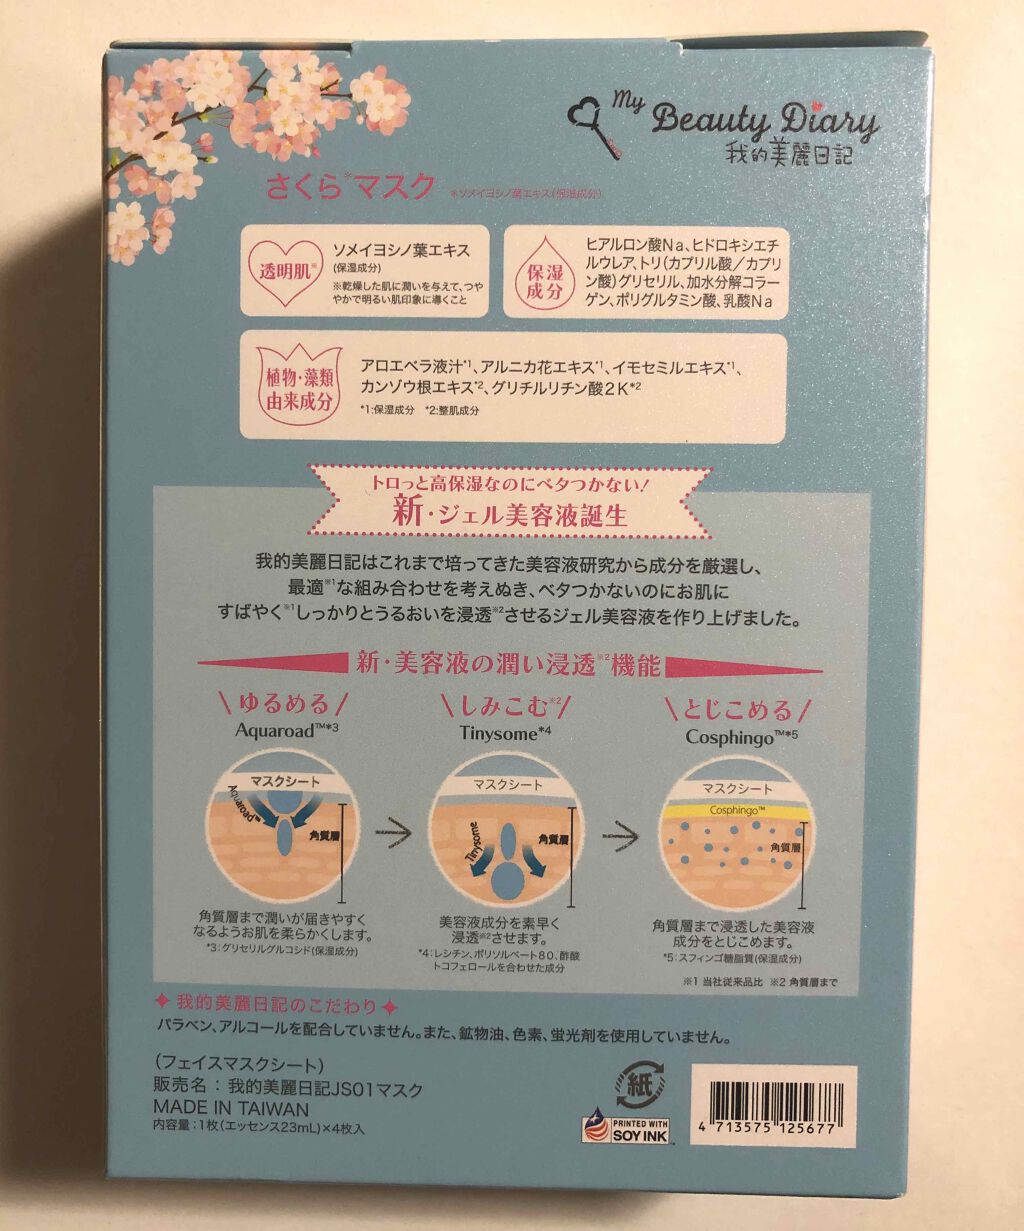 My
Beauty Diary
我的美麗日記
さくら※マスク ※ソメイヨシノ葉エキス(保湿成分)
透明肌※
ソメイヨシノ葉エキス
(保湿成分)
※乾燥した肌に潤いを与えて、つや
やかで明るい肌印象に導くこと
保湿
成分
ヒアルロン酸Na、ヒドロキシエチ
ルウレア、トリ(カプリル酸/カプリ
ン酸)グリセリル、加水分解コラー
ゲン、ポリグルタミン酸、乳酸Na
植物・藻類
由来成分
アロエベラ液汁*1、アルニカ花エキス*1、イモセミルエキス*1、
カンゾウ根エキス*2、グリチルリチン酸2K*2
*1:保湿成分 *2:整肌成分
トロっと高保湿なのにベタつかない!
新・ジェル美容液誕生
我的美麗日記はこれまで培ってきた美容液研究から成分を厳選し、
最適※1な組み合わせを考えぬき、ベタつかないのにお肌に
すばやく※1しっかりとうるおいを浸透※2させるジェル美容液を作り上げました。
新・美容液の潤い浸透※2機能
\ゆるめる/
Aquaroad™*3
マスクシート
Aquaroad™
角質層
角質層まで潤いが届きやすく
なるようお肌を柔らかくします。
*3:グリセリルグルコシド(保湿成分)
\しみこむ※2/
Tinysome*4
マスクシート
Tinysome
角質層
美容液成分を素早く
浸透※2させます。
*4:レシチン、ポリソルベート80、酢酸
トコフェロールを合わせた成分
\とじこめる/
Cosphingo™*5
マスクシート
Cosphingo™
角質層
角質層まで浸透した美容液
成分をとじこめます。
*5:スフィンゴ糖脂質(保湿成分)
※1 当社従来品比 ※2 角質層まで
我的美麗日記のこだわり
パラベン、アルコールを配合していません。また、鉱物油、色素、蛍光剤を使用していません。
(フェイスマスクシート)
販売名:我的美麗日記JS01マスク
MADE IN TAIWAN
内容量:1枚(エッセンス23mL)×4枚入
紙
PRINTED WITH
SOY INK™
4 713575 125677